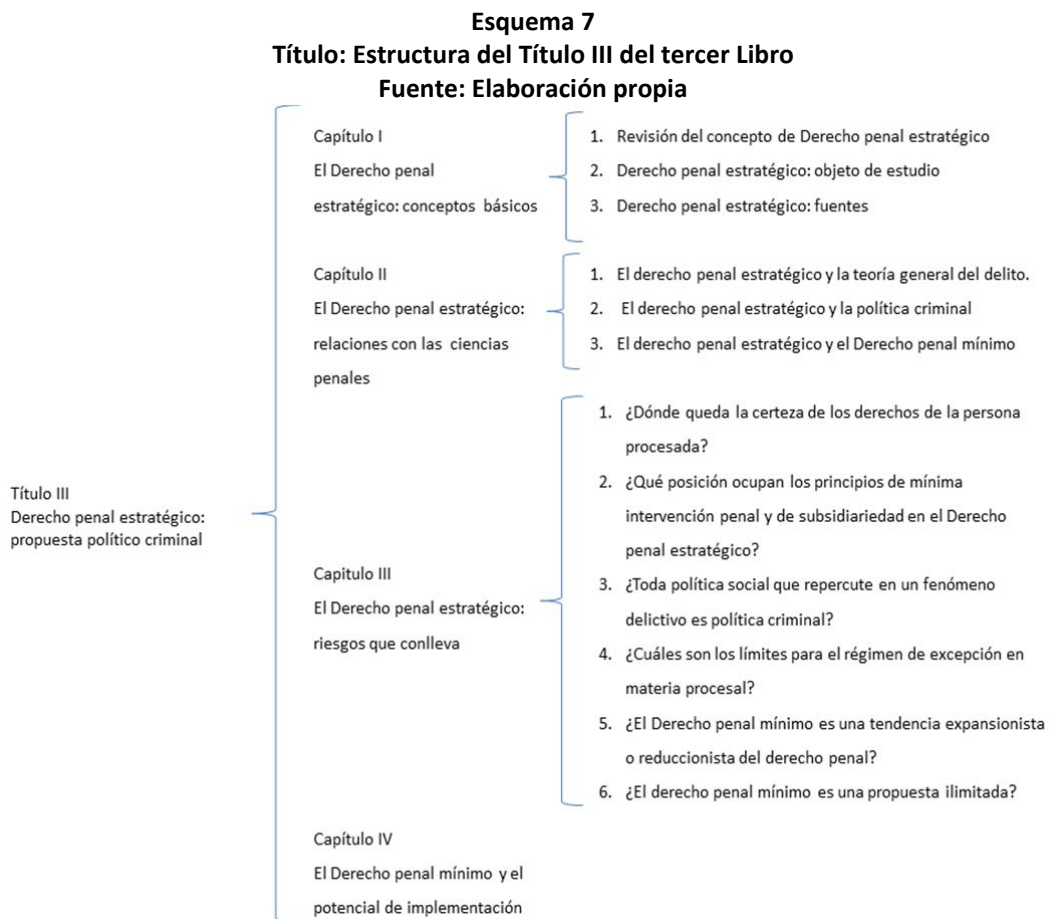 Esquema 7
Título: Estructura del Título III del tercer Libro
Fuente: Elaboración propia
Título III
Derecho penal estratégico:
propuesta político criminal
Capítulo I
El Derecho penal
estratégico: conceptos básicos
1. Revisión del concepto de Derecho penal estratégico
2. Derecho penal estratégico: objeto de estudio
3. Derecho penal estratégico: fuentes
Capítulo II
El Derecho penal estratégico:
relaciones con las ciencias
penales
1. El derecho penal estratégico y la teoría general del delito.
2. El derecho penal estratégico y la política criminal
3. El derecho penal estratégico y el Derecho penal mínimo
Capitulo III
El Derecho penal estratégico:
riesgos que conlleva
1. ¿Dónde queda la certeza de los derechos de la persona
procesada?
2. ¿Qué posición ocupan los principios de mínima
intervención penal y de subsidiariedad en el Derecho
penal estratégico?
3. ¿Toda política social que repercute en un fenómeno
delictivo es política criminal?
4. ¿Cuáles son los límites para el régimen de excepción en
materia procesal?
5. ¿El Derecho penal mínimo es una tendencia expansionista
o reduccionista del derecho penal?
6. ¿El derecho penal mínimo es una propuesta ilimitada?
Capítulo IV
El Derecho penal mínimo y el
potencial de implementación